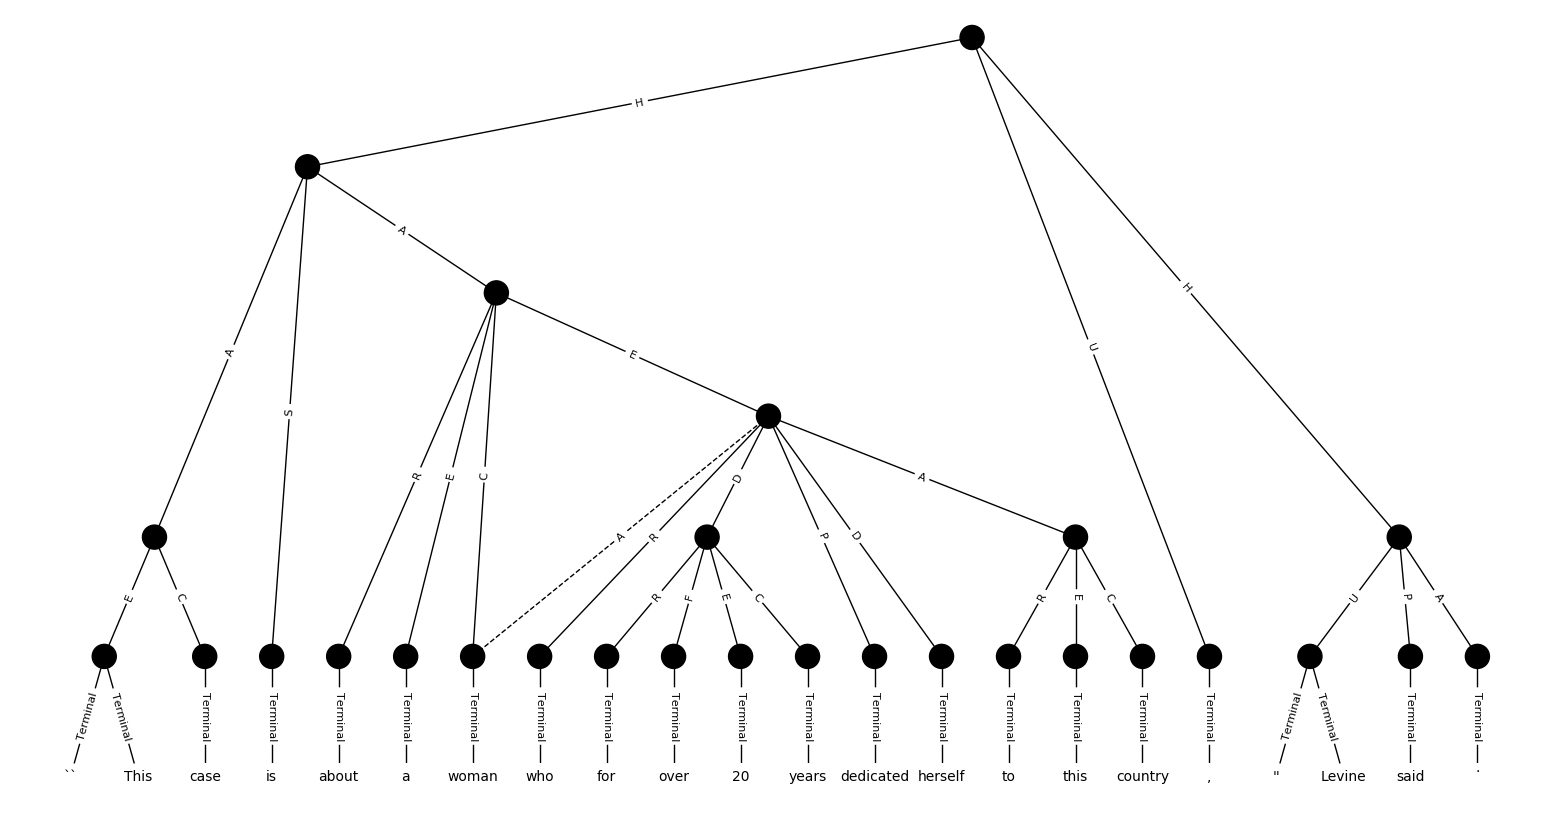 H
A
A
H
S
E
U
R
E
C
D
A
A
R
P
D
E
C
R
F
E
C
R
E
C
U
P
A
Terminal Terminal Terminal Terminal Terminal Terminal Terminal Terminal Terminal Terminal Terminal Terminal Terminal Terminal Terminal Terminal Terminal Terminal Terminal Terminal Terminal Terminal
`` This case is about a woman who for over 20 years dedicated herself to this country , " Levine said .